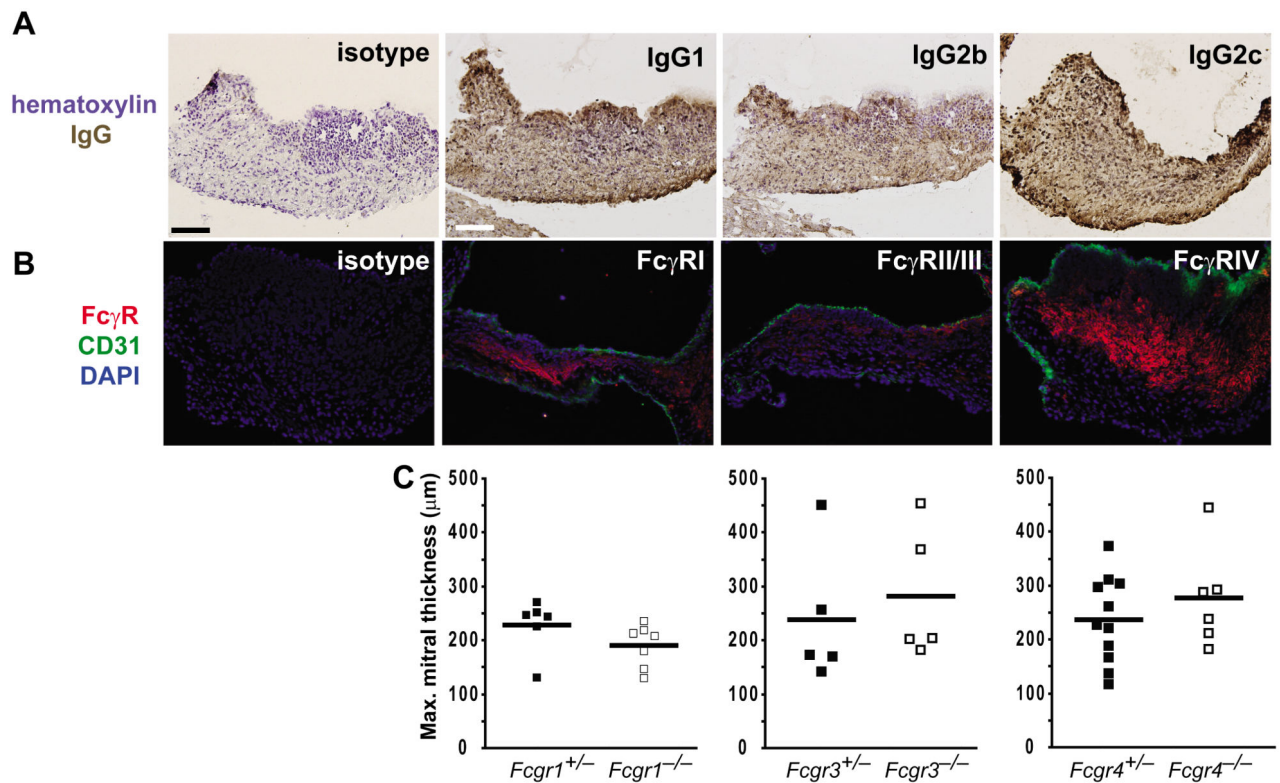 A
hematoxylin
IgG
isotype
IgG1
IgG2b
IgG2c
B
FcγR
CD31
DAPI
isotype
FcγRI
FcγRII/III
FcγRIV
C
Max. mitral thickness (μm)
500
400
300
200
100
0
Fcgr1+/– Fcgr1–/–
500
400
300
200
100
0
Fcgr3+/– Fcgr3–/–
500
400
300
200
100
0
Fcgr4+/– Fcgr4–/–